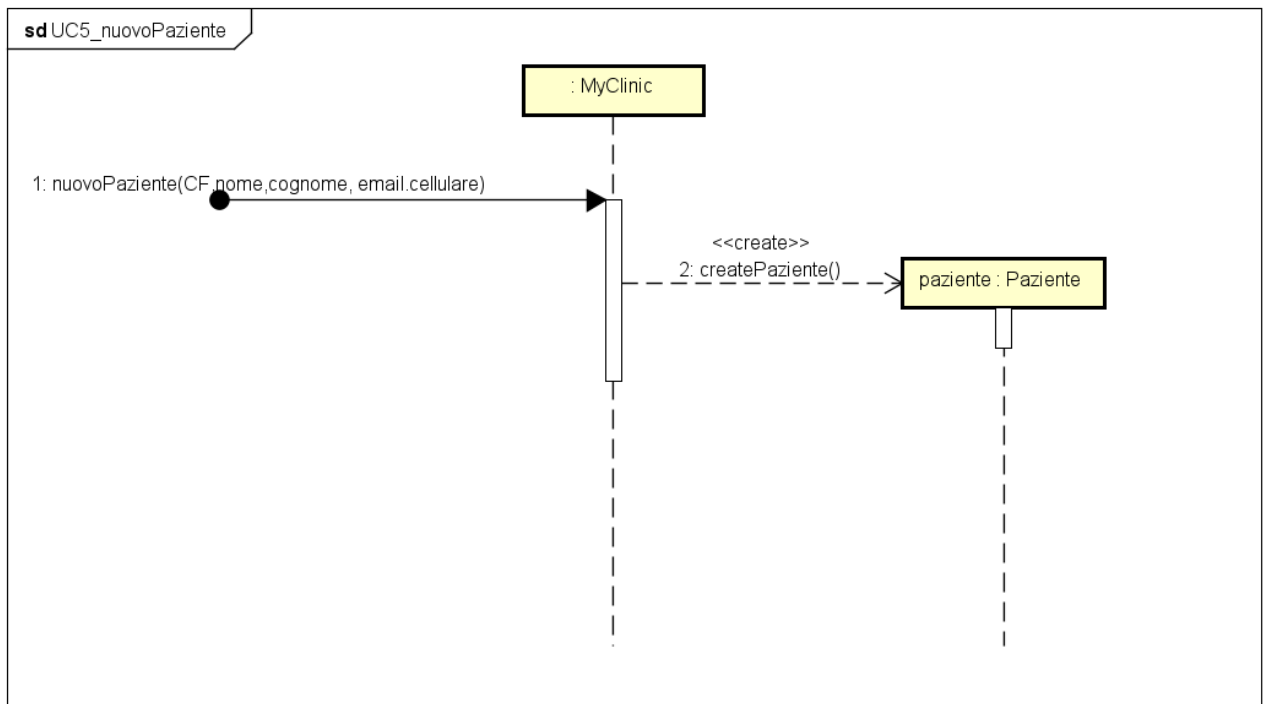 sd UC5_nuovoPaziente
: MyClinic
1: nuovoPaziente(CF,nome,cognome, email.cellulare)
<<create>>
2: createPaziente()
paziente : Paziente